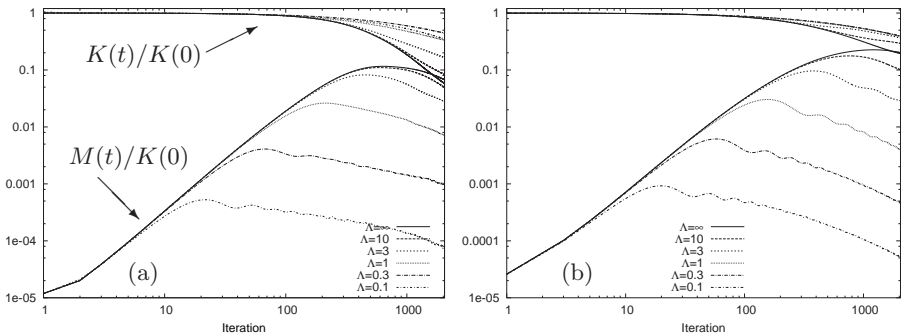 1
0.1
0.01
0.001
1e-04
1e-05
1
10
100
1000
Iteration
K(t)/K(0)
M(t)/K(0)
(a)
Λ=∞
Λ=10
Λ=3
Λ=1
Λ=0.3
Λ=0.1
1
0.1
0.01
0.001
0.0001
1e-05
1
10
100
1000
Iteration
(b)
Λ=∞
Λ=10
Λ=3
Λ=1
Λ=0.3
Λ=0.1